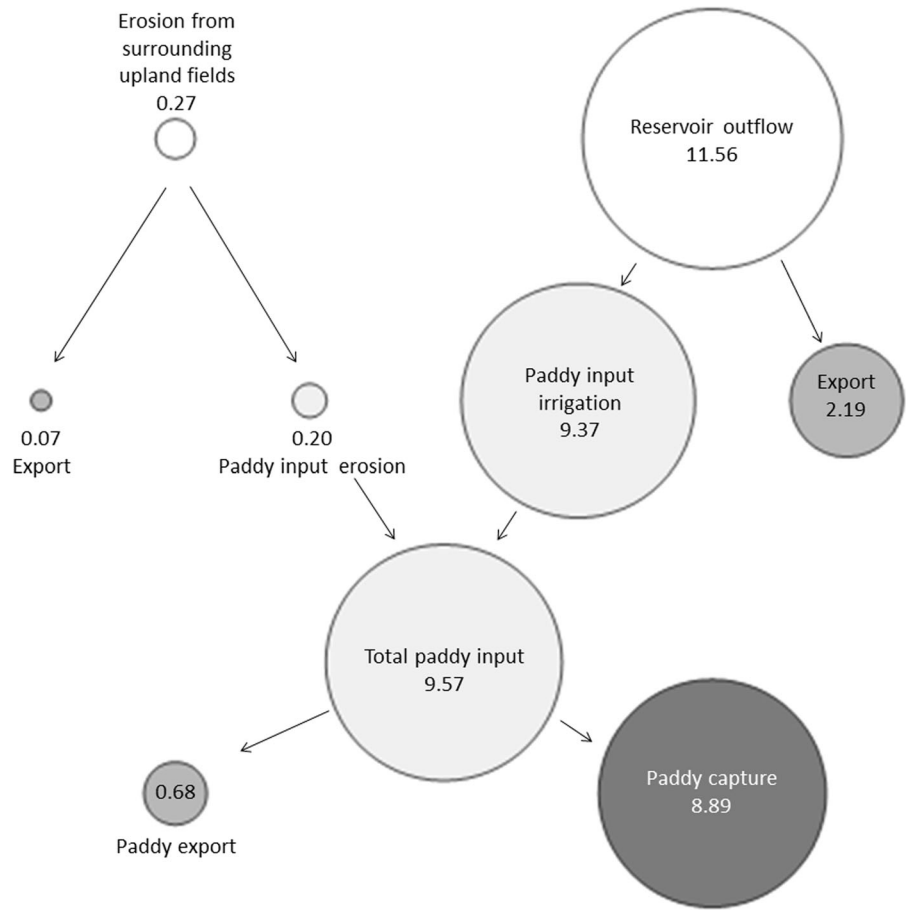 Erosion from
surrounding
upland fields
0.27
Reservoir outflow
11.56
Paddy input
irrigation
9.37
Export
2.19
0.07
Export
0.20
Paddy input erosion
Total paddy input
9.57
0.68
Paddy export
Paddy capture
8.89